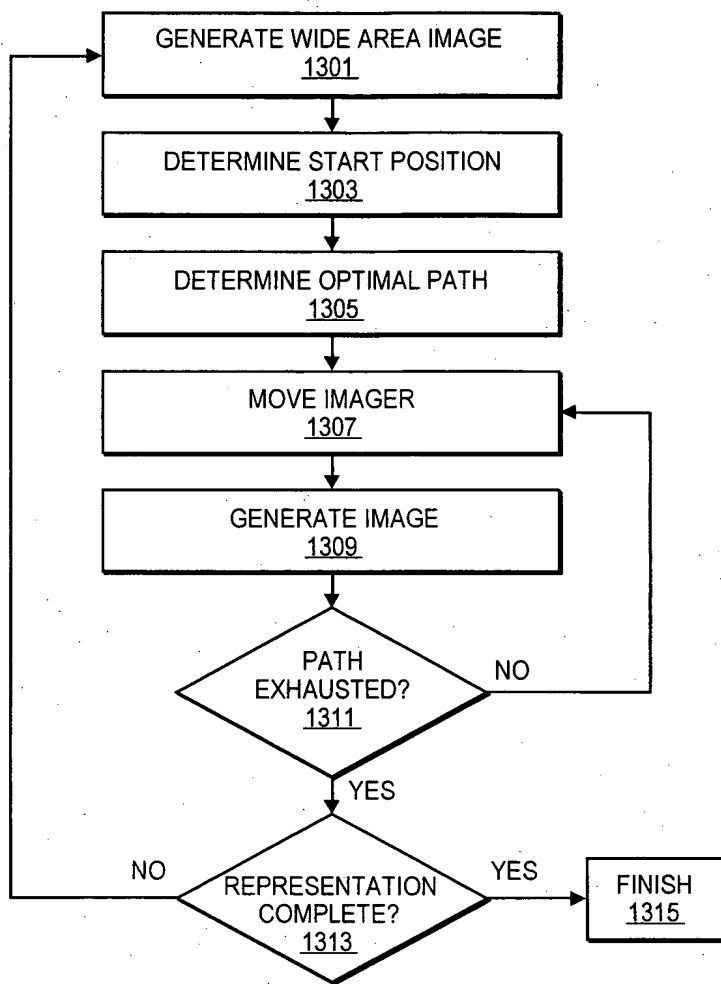 GENERATE WIDE AREA IMAGE
1301
DETERMINE START POSITION
1303
DETERMINE OPTIMAL PATH
1305
MOVE IMAGER
1307
GENERATE IMAGE
1309
PATH
EXHAUSTED?
1311
NO
YES
NO
REPRESENTATION
COMPLETE?
1313
YES
FINISH
1315